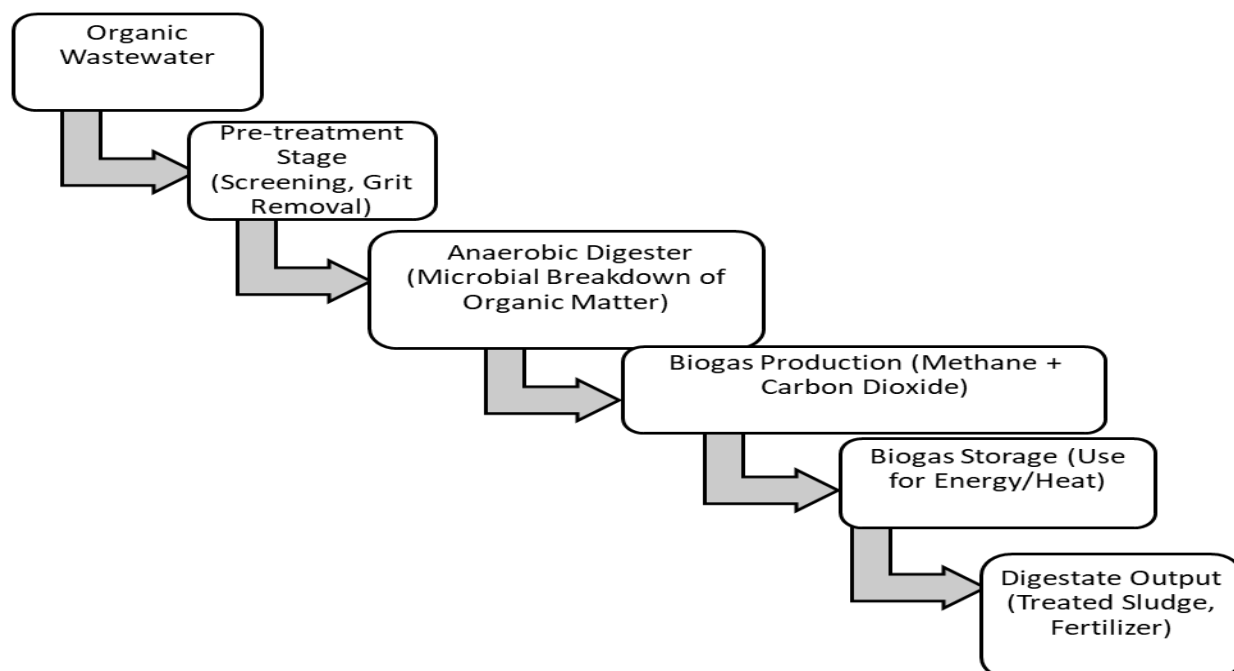 Organic
Wastewater
Pre-treatment
Stage
(Screening, Grit
Removal)
Anaerobic Digester
(Microbial Breakdown of
Organic Matter)
Biogas Production (Methane +
Carbon Dioxide)
Biogas Storage (Use
for Energy/Heat)
Digestate Output
(Treated Sludge,
Fertilizer)